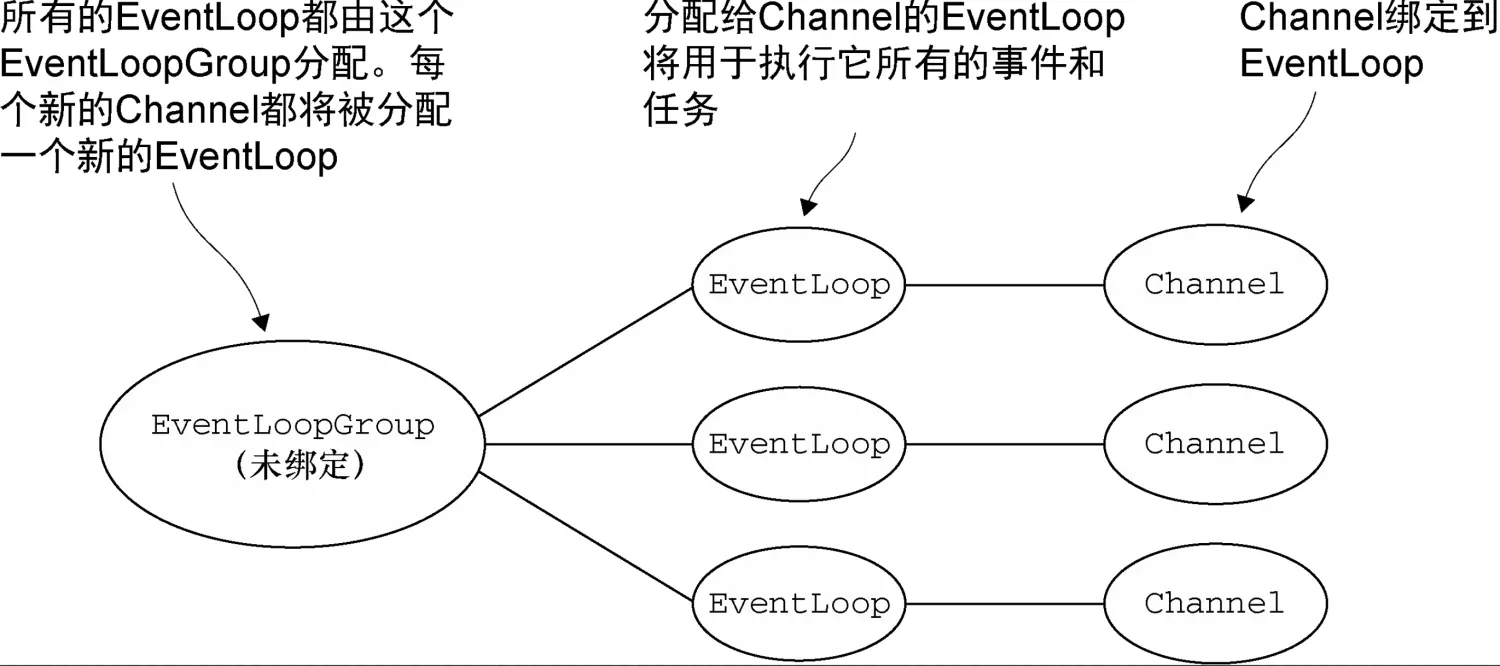 所有的EventLoop都由这个
EventLoopGroup分配。每
个新的Channel都将被分配
一个新的EventLoop
分配给Channel的EventLoop
将用于执行它所有的事件和
任务
Channel绑定到
EventLoop
EventLoop
Channel
EventLoopGroup
（未绑定）
EventLoop
Channel
EventLoop
Channel